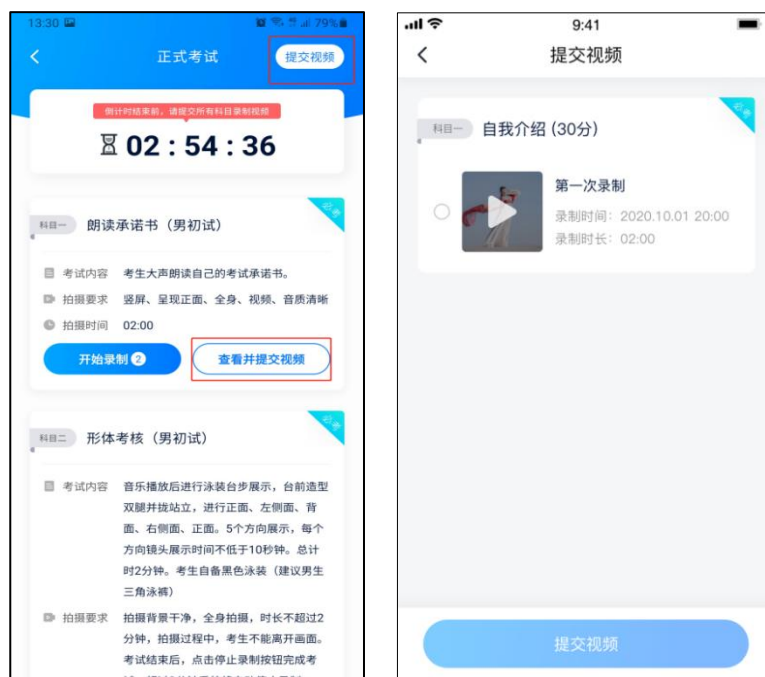 13:30
79%
正式考试
提交视频
倒计时结束前，请提交所有科目录制视频
02 : 54 : 36
必考
科目一 朗读承诺书（男初试）
考试内容 考生大声朗读自己的考试承诺书。
拍摄要求 竖屏、呈现正面、全身、视频、音质清晰
拍摄时间 02:00
开始录制 2
查看并提交视频
必考
科目二 形体考核（男初试）
考试内容 音乐播放后进行泳装台步展示，台前造型
双腿并拢站立，进行正面、左侧面、背
面、右侧面、正面。5个方向展示，每个
方向镜头展示时间不低于10秒钟。总计
时2分钟。考生自备黑色泳装（建议男生
三角泳裤）
拍摄要求 拍摄背景干净，全身拍摄，时长不超过2
分钟，拍摄过程中，考生不能离开画面。
考试结束后，点击停止录制按钮完成考
9:41
提交视频
必考
科目一 自我介绍 (30分)
第一次录制
录制时间：2020.10.01 20:00
录制时长：02:00
提交视频